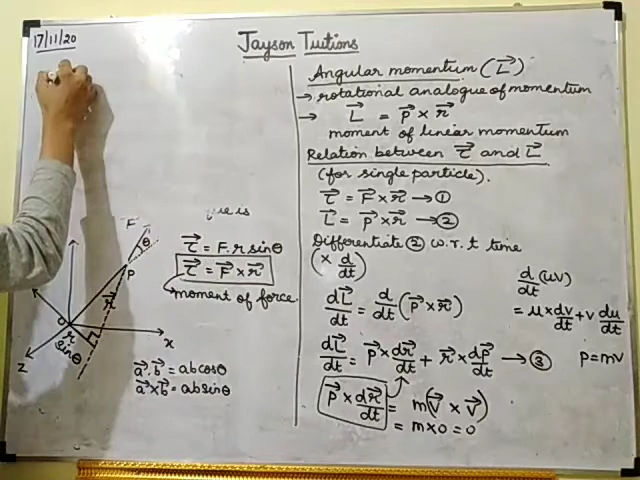 17/11/20
Jayson Tuitions
F
θ
P
r
O
r sinθ
x
z
is
τ = F.r sinθ
τ = F × r
moment of force
a . b = ab cosθ
a × b = ab sinθ
Angular momentum (L)
→ rotational analogue of momentum
→ L = p × r
moment of linear momentum
Relation between τ and L
(for single particle).
τ = F × r → ①
L = p × r → ②
Differentiate ② w.r.t time
(× d/dt)
d/dt (uv)
= u × dv/dt + v du/dt
dL/dt = d/dt (p × r)
dL/dt = p × dr/dt + r × dp/dt → ③ p = mv
p × dr/dt = m(v × v)
= m × 0 = 0